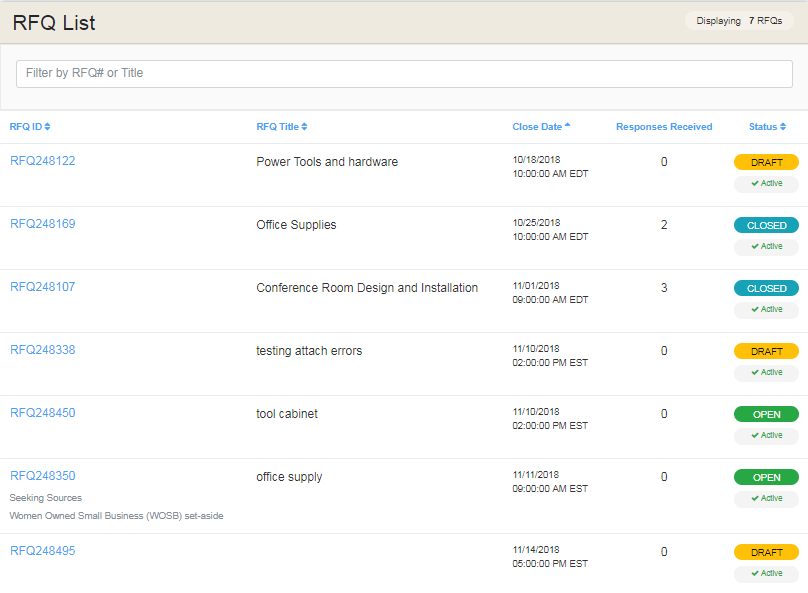 RFQ List
Displaying 7 RFQs
Filter by RFQ# or Title
RFQ ID RFQ Title Close Date Responses Received Status
RFQ248122 Power Tools and hardware 10/18/2018 0 DRAFT
10:00:00 AM EDT Active
RFQ248169 Office Supplies 10/25/2018 2 CLOSED
10:00:00 AM EDT Active
RFQ248107 Conference Room Design and Installation 11/01/2018 3 CLOSED
09:00:00 AM EDT Active
RFQ248338 testing attach errors 11/10/2018 0 DRAFT
02:00:00 PM EST Active
RFQ248450 tool cabinet 11/10/2018 0 OPEN
02:00:00 PM EST Active
RFQ248350 office supply 11/11/2018 0 OPEN
09:00:00 AM EST
Seeking Sources Active
Women Owned Small Business (WOSB) set-aside
RFQ248495 11/14/2018 0 DRAFT
05:00:00 PM EST Active